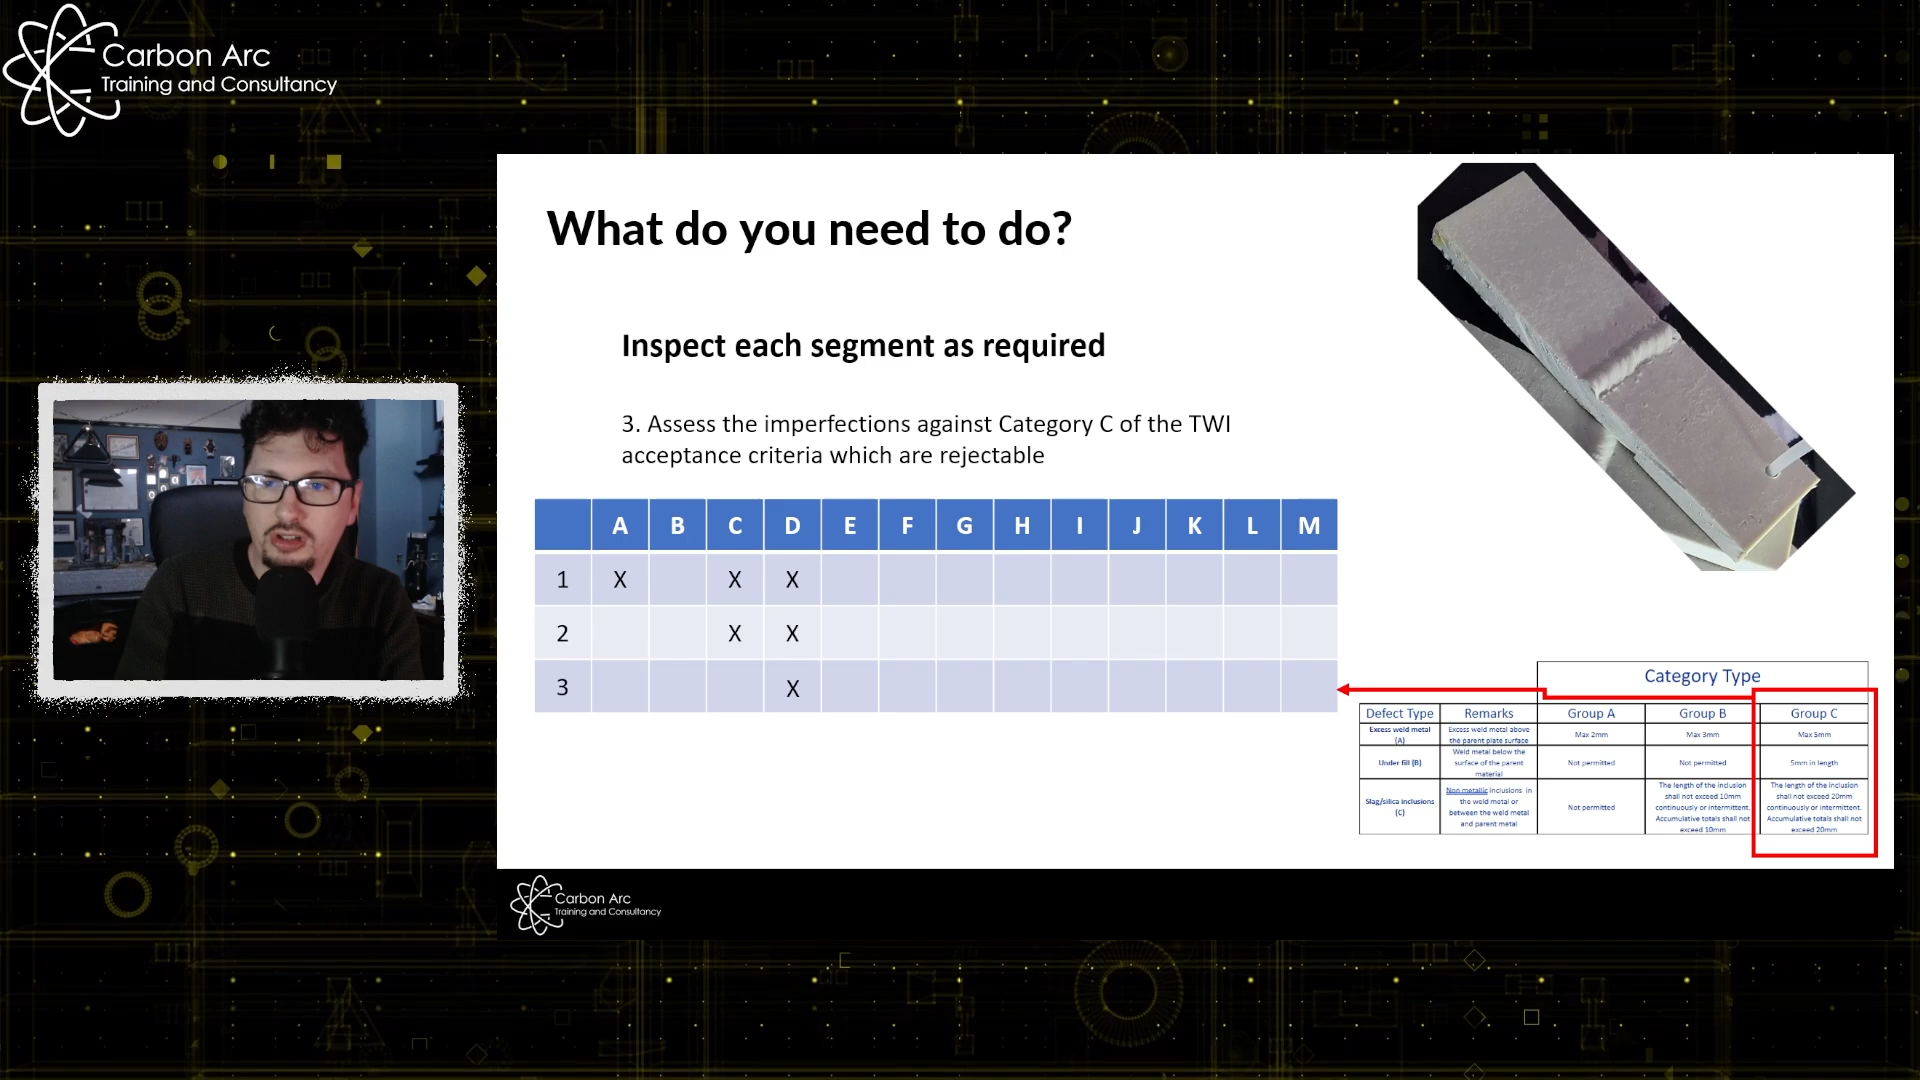 Carbon Arc
Training and Consultancy
What do you need to do?
Inspect each segment as required
3. Assess the imperfections against Category C of the TWI
acceptance criteria which are rejectable
A B C D E F G H I J K L M
1 X X X
2 X X
3 X
Category Type
Defect Type Remarks Group A Group B Group C
Excess weld metal
(A)
Excess weld metal above
the parent plate surface
Max 2mm
Max 3mm
Max 5mm
Under fill (B)
Weld metal below the
surface of the parent
material
Not permitted
Not permitted
5mm in length
Slag/silica inclusions
(C)
Non metallic inclusions in
the weld metal or
between the weld metal
and parent metal
Not permitted
The length of the inclusion
shall not exceed 10mm
continuously or intermittent.
Accumulative totals shall not
exceed 10mm
The length of the inclusion
shall not exceed 20mm
continuously or intermittent.
Accumulative totals shall not
exceed 20mm
Carbon Arc
Training and Consultancy